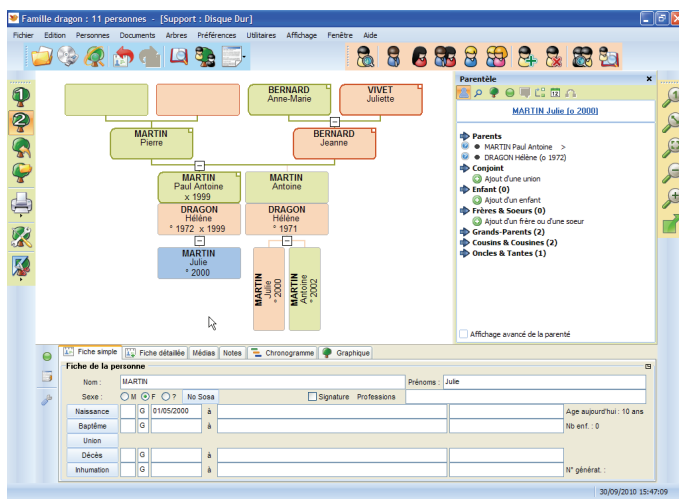 Famille dragon : 11 personnes - [Support : Disque Dur]
Fichier Edition Personnes Documents Arbres Préférences Utilitaires Affichage Fenêtre Aide
BERNARD
Anne-Marie
VIVET
Juliette
MARTIN
Pierre
BERNARD
Jeanne
MARTIN
Paul Antoine
x 1999
MARTIN
Antoine
DRAGON
Hélène
° 1972 x 1999
DRAGON
Hélène
° 1971
MARTIN
Julie
° 2000
MARTIN
Julie
° 2000
MARTIN
Antoine
° 2002
Parentèle
MARTIN Julie (o 2000)
Parents
MARTIN Paul Antoine >
DRAGON Hélène (o 1972)
Conjoint
Ajout d'une union
Enfant (0)
Ajout d'un enfant
Frères & Soeurs (0)
Ajout d'un frère ou d'une soeur
Grands-Parents (2)
Cousins & Cousines (2)
Oncles & Tantes (1)
Affichage avancé de la parenté
Fiche simple Fiche détaillée Médias Notes Chronogramme Graphique
Fiche de la personne
Nom : MARTIN Prénoms : Julie
Sexe : M F ? No Sosa Signature Professions
Naissance G 01/05/2000 à Age aujourd'hui : 10 ans
Baptême G à Nb enf. : 0
Union
Décès G à
Inhumation G à N° générat. :
30/09/2010 15:47:09